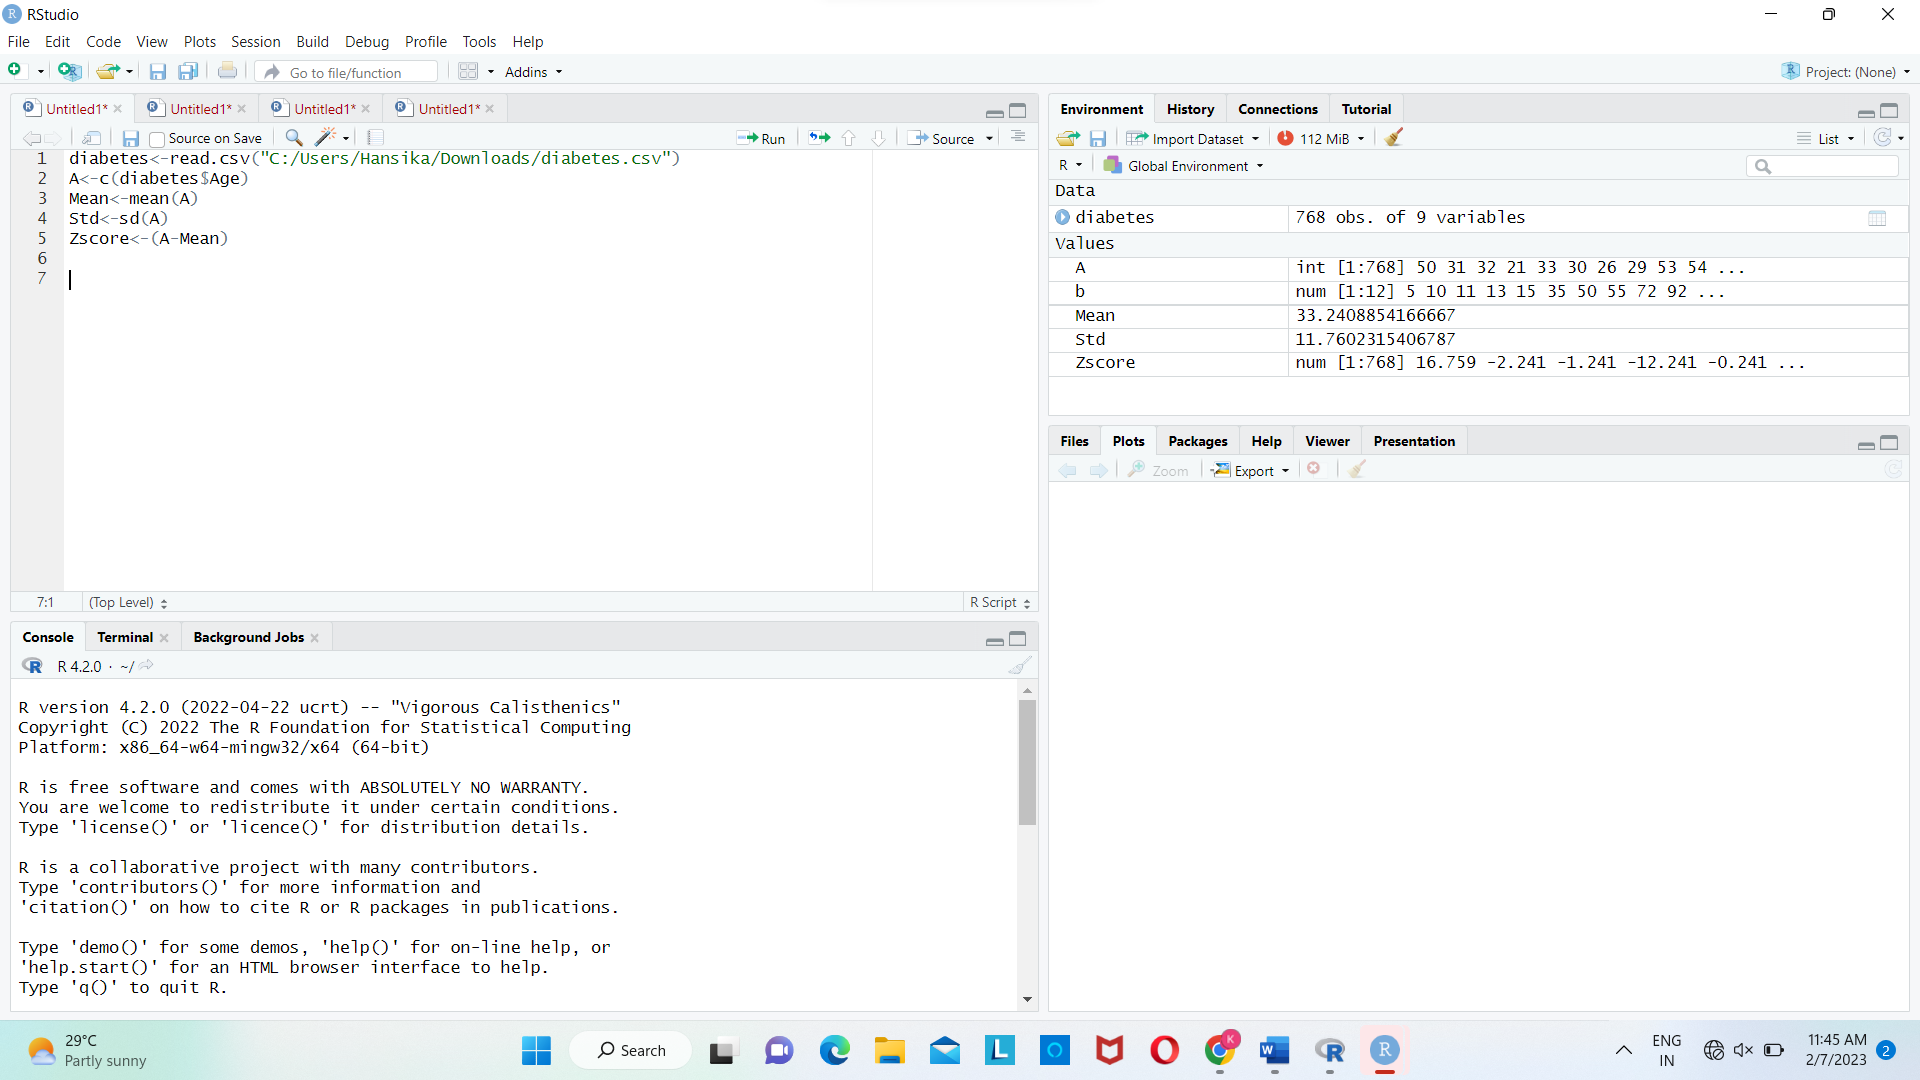 RStudio
File Edit Code View Plots Session Build Debug Profile Tools Help
Go to file/function Addins Project: (None)
Untitled1* Untitled1* Untitled1* Untitled1*
Source on Save Run Source
1 diabetes<-read.csv("C:/Users/Hansika/Downloads/diabetes.csv")
2 A<-c(diabetes$Age)
3 Mean<-mean(A)
4 Std<-sd(A)
5 Zscore<-(A-Mean)
6
7
7:1 (Top Level) R Script
Console Terminal Background Jobs
R 4.2.0 · ~/
R version 4.2.0 (2022-04-22 ucrt) -- "Vigorous Calisthenics"
Copyright (C) 2022 The R Foundation for Statistical Computing
Platform: x86_64-w64-mingw32/x64 (64-bit)
R is free software and comes with ABSOLUTELY NO WARRANTY.
You are welcome to redistribute it under certain conditions.
Type 'license()' or 'licence()' for distribution details.
R is a collaborative project with many contributors.
Type 'contributors()' for more information and
'citation()' on how to cite R or R packages in publications.
Type 'demo()' for some demos, 'help()' for on-line help, or
'help.start()' for an HTML browser interface to help.
Type 'q()' to quit R.
Environment History Connections Tutorial
Import Dataset 112 MiB List
R Global Environment
Data
diabetes 768 obs. of 9 variables
Values
A int [1:768] 50 31 32 21 33 30 26 29 53 54 ...
b num [1:12] 5 10 11 13 15 35 50 55 72 92 ...
Mean 33.2408854166667
Std 11.7602315406787
Zscore num [1:768] 16.759 -2.241 -1.241 -12.241 -0.241 ...
Files Plots Packages Help Viewer Presentation
Zoom Export
29°C
Partly sunny
Search
K
ENG
IN
11:45 AM
2/7/2023
2